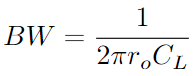 BW = \frac{1}{2\pi r_o C_L}